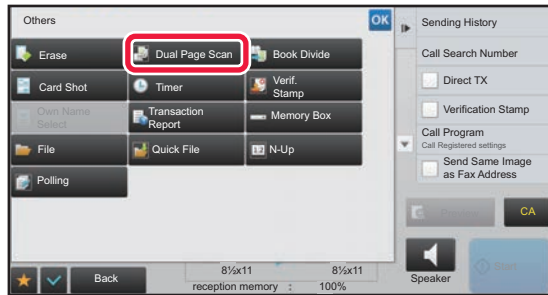 Others
OK
Erase
Dual Page Scan
Book Divide
Card Shot
Timer
Verif.
Stamp
Own Name
Select
Transaction
Report
Memory Box
File
Quick File
N-Up
Polling
Back
8½x11
8½x11
reception memory : 100%
Sending History
Call Search Number
Direct TX
Verification Stamp
Call Program
Call Registered settings
Send Same Image
as Fax Address
CA
Speaker
Start